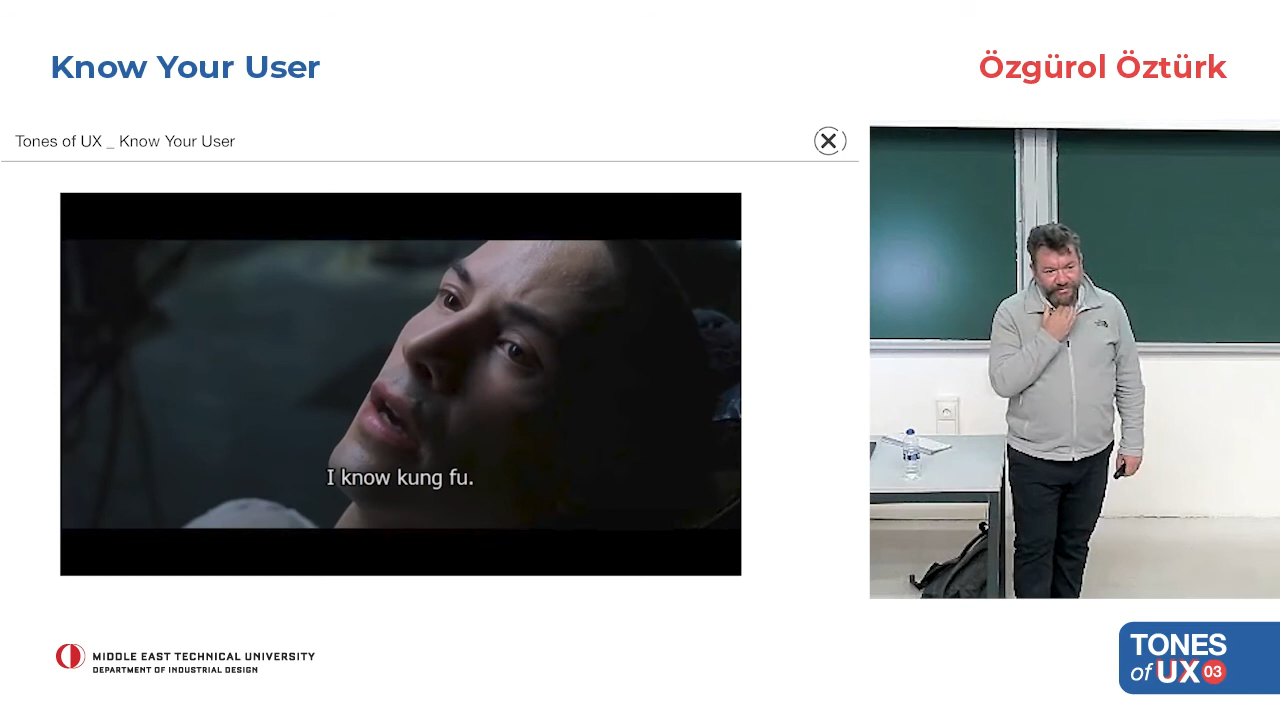 Know Your User
Özgürol Öztürk
Tones of UX _ Know Your User
I know kung fu.
MIDDLE EAST TECHNICAL UNIVERSITY
DEPARTMENT OF INDUSTRIAL DESIGN
TONES
of UX 03